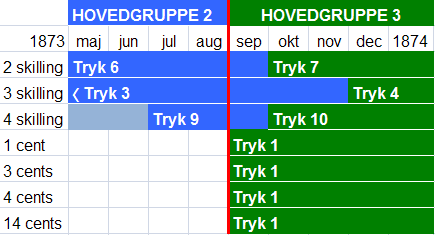 HOVEDGRUPPE 2 HOVEDGRUPPE 3
1873 maj jun jul aug sep okt nov dec 1874
2 skilling Tryk 6 Tryk 7
3 skilling ‹ Tryk 3 Tryk 4
4 skilling Tryk 9 Tryk 10
1 cent Tryk 1
3 cents Tryk 1
4 cents Tryk 1
14 cents Tryk 1